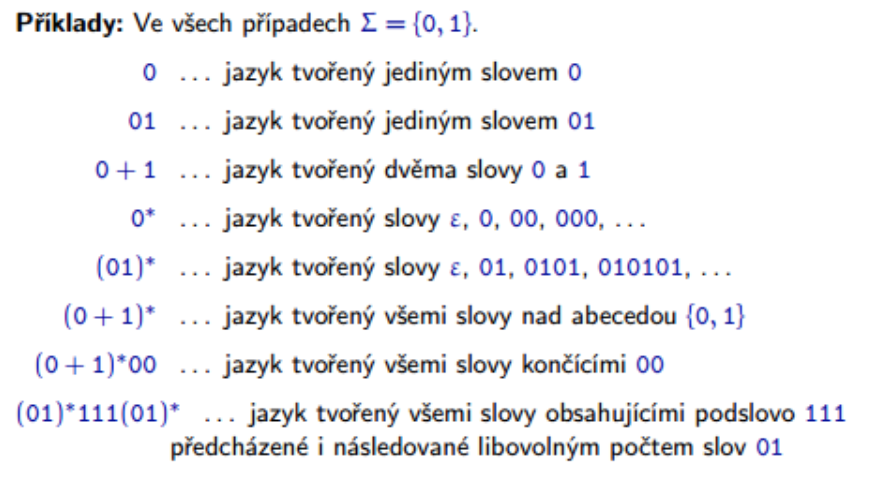 Příklady: Ve všech případech Σ = {0, 1}.
0 ... jazyk tvořený jediným slovem 0
01 ... jazyk tvořený jediným slovem 01
0 + 1 ... jazyk tvořený dvěma slovy 0 a 1
0* ... jazyk tvořený slovy ε, 0, 00, 000, ...
(01)* ... jazyk tvořený slovy ε, 01, 0101, 010101, ...
(0 + 1)* ... jazyk tvořený všemi slovy nad abecedou {0, 1}
(0 + 1)*00 ... jazyk tvořený všemi slovy končícími 00
(01)*111(01)* ... jazyk tvořený všemi slovy obsahujícími podslovo 111
předcházené i následované libovolným počtem slov 01